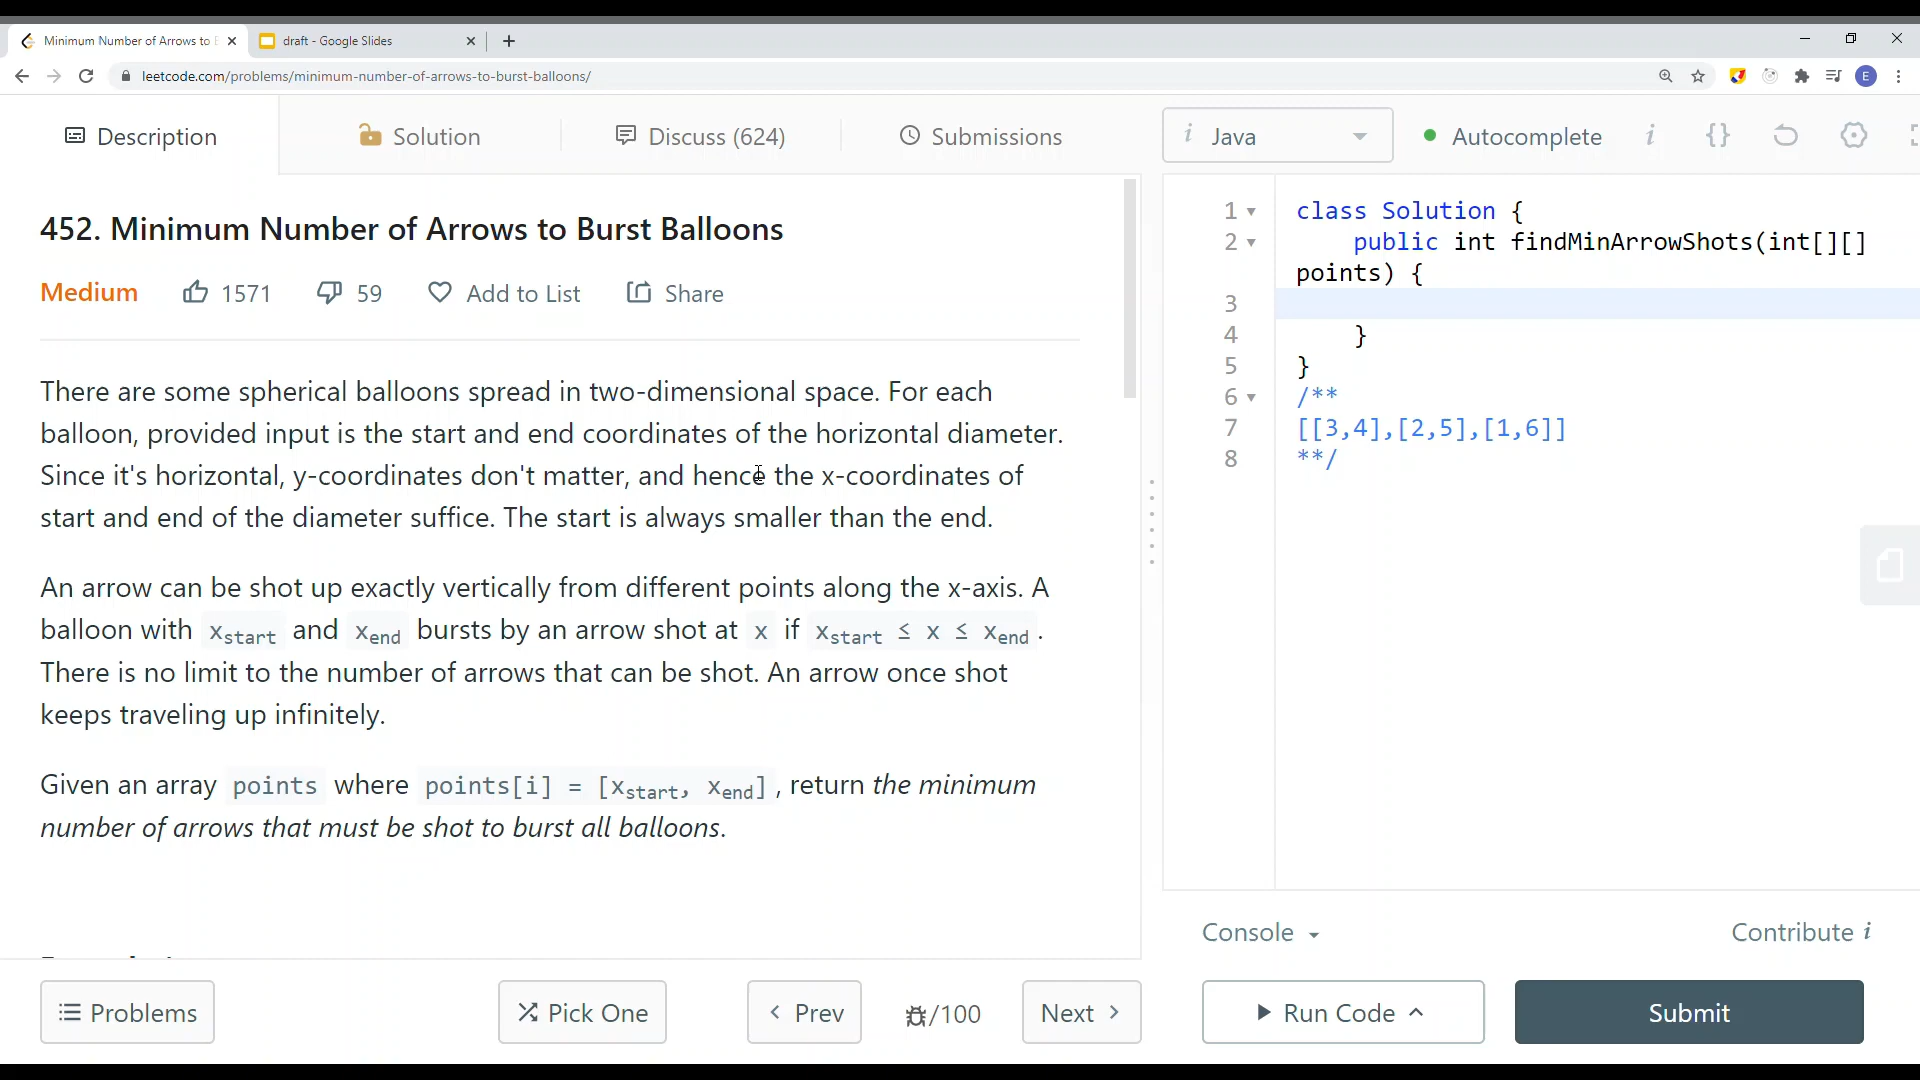 Minimum Number of Arrows to B
draft - Google Slides
leetcode.com/problems/minimum-number-of-arrows-to-burst-balloons/
E
Description
Solution
Discuss (624)
Submissions
i Java
Autocomplete
i
{}
452. Minimum Number of Arrows to Burst Balloons
Medium
1571
59
Add to List
Share
There are some spherical balloons spread in two-dimensional space. For each
balloon, provided input is the start and end coordinates of the horizontal diameter.
Since it's horizontal, y-coordinates don't matter, and hence the x-coordinates of
start and end of the diameter suffice. The start is always smaller than the end.
An arrow can be shot up exactly vertically from different points along the x-axis. A
balloon with xstart and xend bursts by an arrow shot at x if xstart ≤ x ≤ xend .
There is no limit to the number of arrows that can be shot. An arrow once shot
keeps traveling up infinitely.
Given an array points where points[i] = [xstart, xend], return the minimum
number of arrows that must be shot to burst all balloons.
1 class Solution {
2 public int findMinArrowShots(int[][]
points) {
3
4 }
5 }
6 /**
7 [[3,4],[2,5],[1,6]]
8 **/
Console
Contribute i
Problems
Pick One
Prev
/100
Next
Run Code
Submit